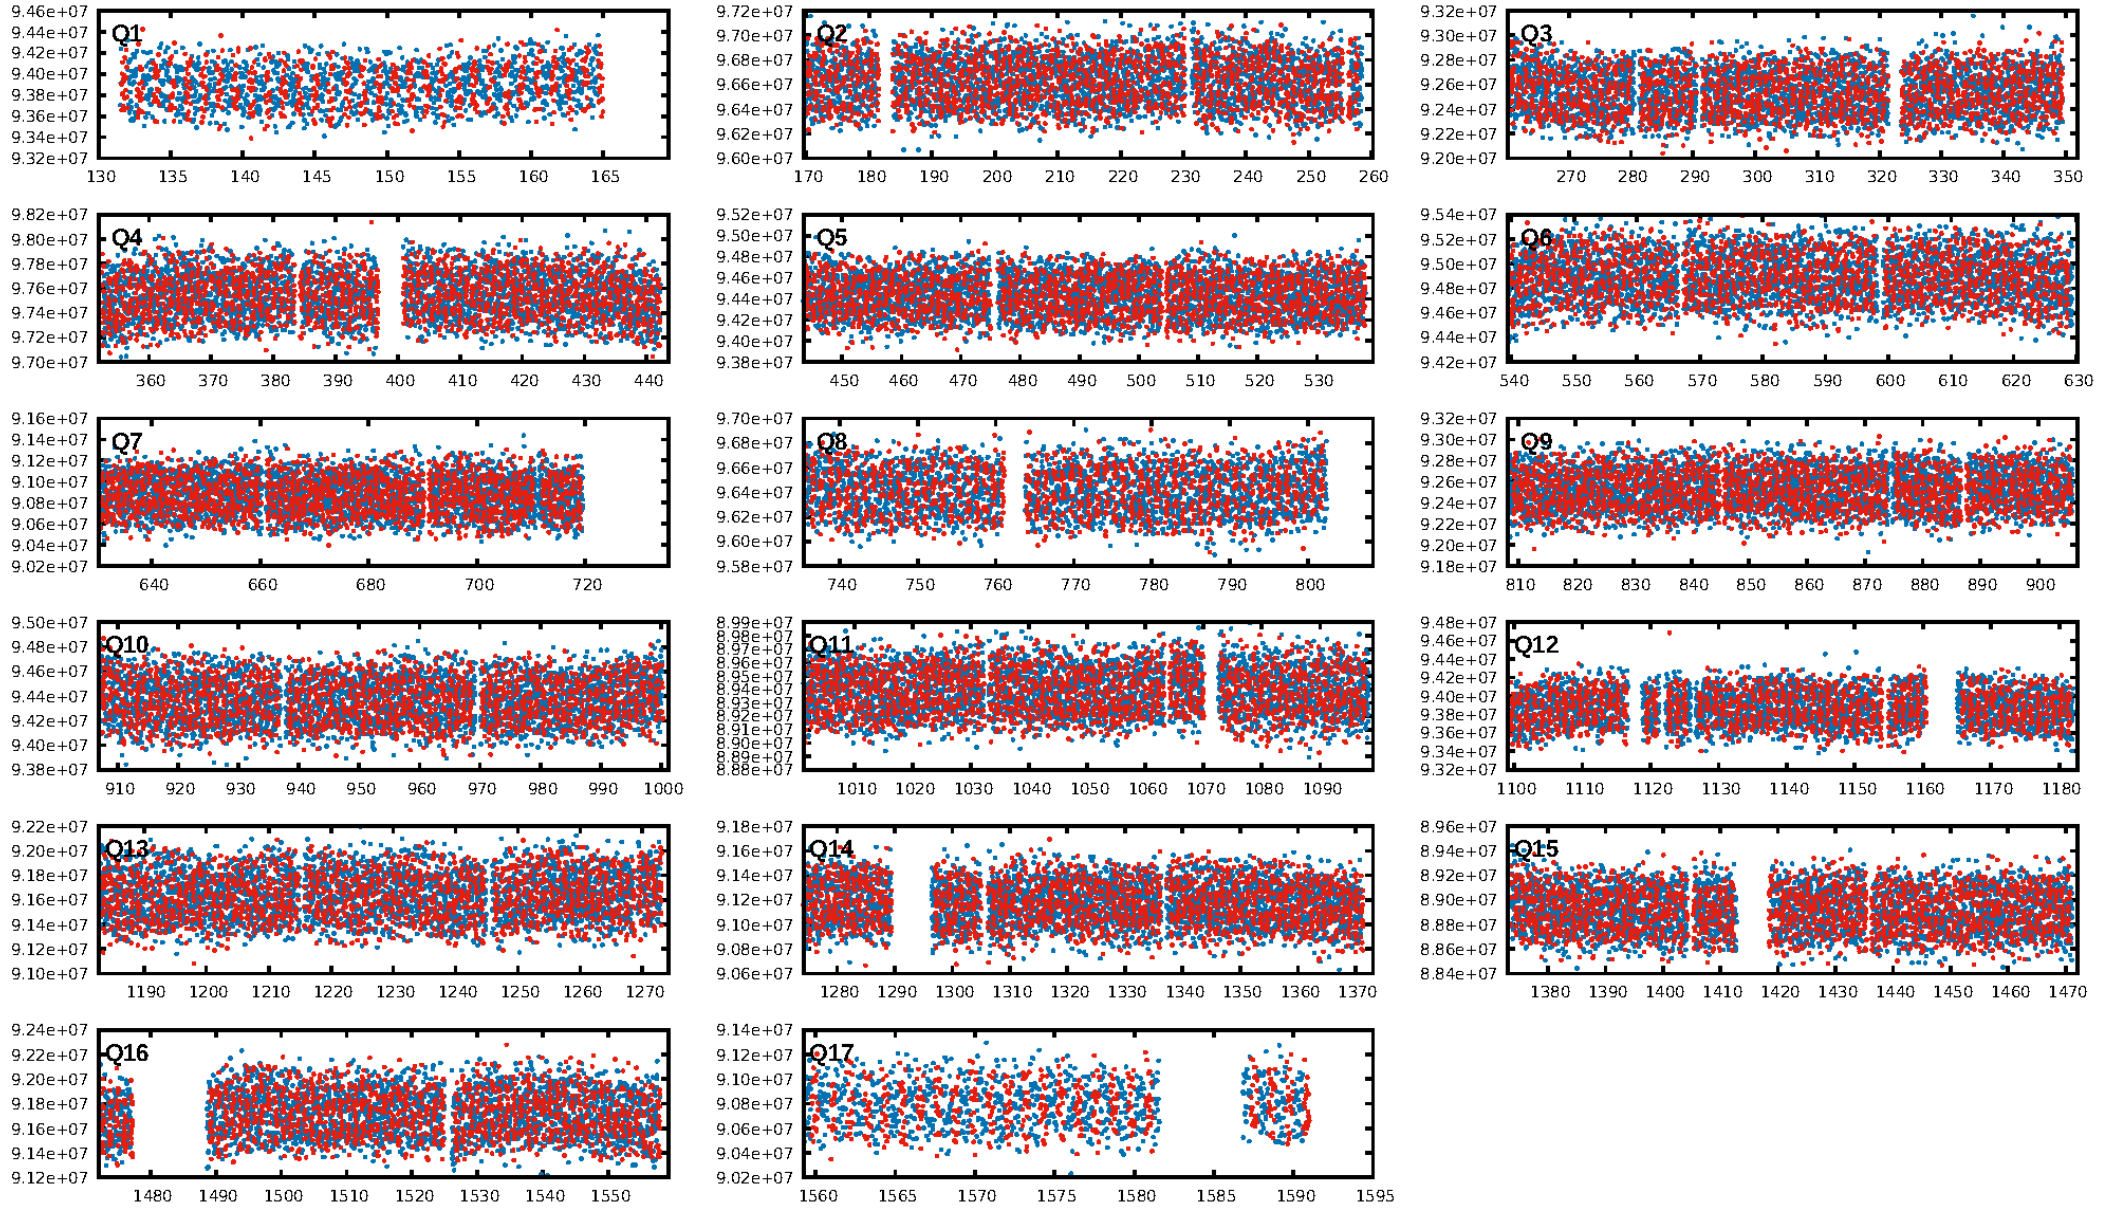 9.46e+07
9.44e+07
9.42e+07
9.40e+07
9.38e+07
9.36e+07
9.34e+07
9.32e+07
Q1
130 135 140 145 150 155 160 165
9.72e+07
9.70e+07
9.68e+07
9.66e+07
9.64e+07
9.62e+07
9.60e+07
Q2
170 180 190 200 210 220 230 240 250 260
9.32e+07
9.30e+07
9.28e+07
9.26e+07
9.24e+07
9.22e+07
9.20e+07
Q3
270 280 290 300 310 320 330 340 350
9.82e+07
9.80e+07
9.78e+07
9.76e+07
9.74e+07
9.72e+07
9.70e+07
Q4
360 370 380 390 400 410 420 430 440
9.52e+07
9.50e+07
9.48e+07
9.46e+07
9.44e+07
9.42e+07
9.40e+07
9.38e+07
Q5
450 460 470 480 490 500 510 520 530
9.54e+07
9.52e+07
9.50e+07
9.48e+07
9.46e+07
9.44e+07
9.42e+07
Q6
540 550 560 570 580 590 600 610 620 630
9.16e+07
9.14e+07
9.12e+07
9.10e+07
9.08e+07
9.06e+07
9.04e+07
9.02e+07
Q7
640 660 680 700 720
9.70e+07
9.68e+07
9.66e+07
9.64e+07
9.62e+07
9.60e+07
9.58e+07
Q8
740 750 760 770 780 790 800
9.32e+07
9.30e+07
9.28e+07
9.26e+07
9.24e+07
9.22e+07
9.20e+07
9.18e+07
Q9
810 820 830 840 850 860 870 880 890 900
9.50e+07
9.48e+07
9.46e+07
9.44e+07
9.42e+07
9.40e+07
9.38e+07
Q10
910 920 930 940 950 960 970 980 990 1000
8.99e+07
8.98e+07
8.97e+07
8.96e+07
8.95e+07
8.94e+07
8.93e+07
8.92e+07
8.91e+07
8.90e+07
8.89e+07
8.88e+07
Q11
1010 1020 1030 1040 1050 1060 1070 1080 1090
9.48e+07
9.46e+07
9.44e+07
9.42e+07
9.40e+07
9.38e+07
9.36e+07
9.34e+07
9.32e+07
Q12
1100 1110 1120 1130 1140 1150 1160 1170 1180
9.22e+07
9.20e+07
9.18e+07
9.16e+07
9.14e+07
9.12e+07
9.10e+07
Q13
1190 1200 1210 1220 1230 1240 1250 1260 1270
9.18e+07
9.16e+07
9.14e+07
9.12e+07
9.10e+07
9.08e+07
9.06e+07
Q14
1280 1290 1300 1310 1320 1330 1340 1350 1360 1370
8.96e+07
8.94e+07
8.92e+07
8.90e+07
8.88e+07
8.86e+07
8.84e+07
Q15
1380 1390 1400 1410 1420 1430 1440 1450 1460 1470
9.24e+07
9.22e+07
9.20e+07
9.18e+07
9.16e+07
9.14e+07
9.12e+07
Q16
1480 1490 1500 1510 1520 1530 1540 1550
9.14e+07
9.12e+07
9.10e+07
9.08e+07
9.06e+07
9.04e+07
9.02e+07
Q17
1560 1565 1570 1575 1580 1585 1590 1595